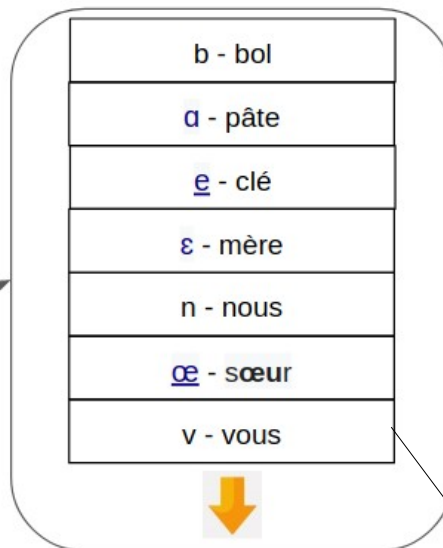 b - bol
ɑ - pâte
e - clé
ɛ - mère
n - nous
œ - sœur
v - vous